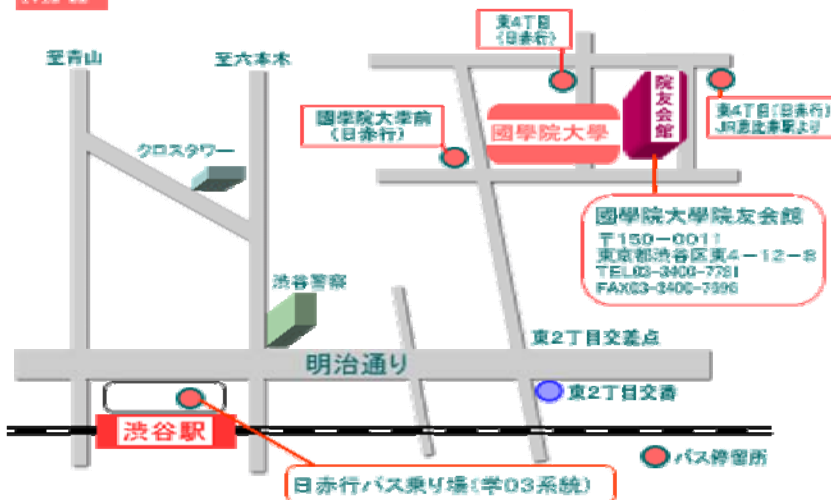 東4丁目
(日赤行)
至青山
至六本木
院友会館
國學院大學前
(日赤行)
國學院大學
東4丁目(日赤行)
JR恵比寿駅より
クロスタワー
國學院大學院友会館
〒150-0011
東京都渋谷区東4-12-8
TEL03-3400-7781
渋谷警察
東2丁目交差点
明治通り
東2丁目交番
渋谷駅
バス停留所
日赤行バス乗り場(学03系統)